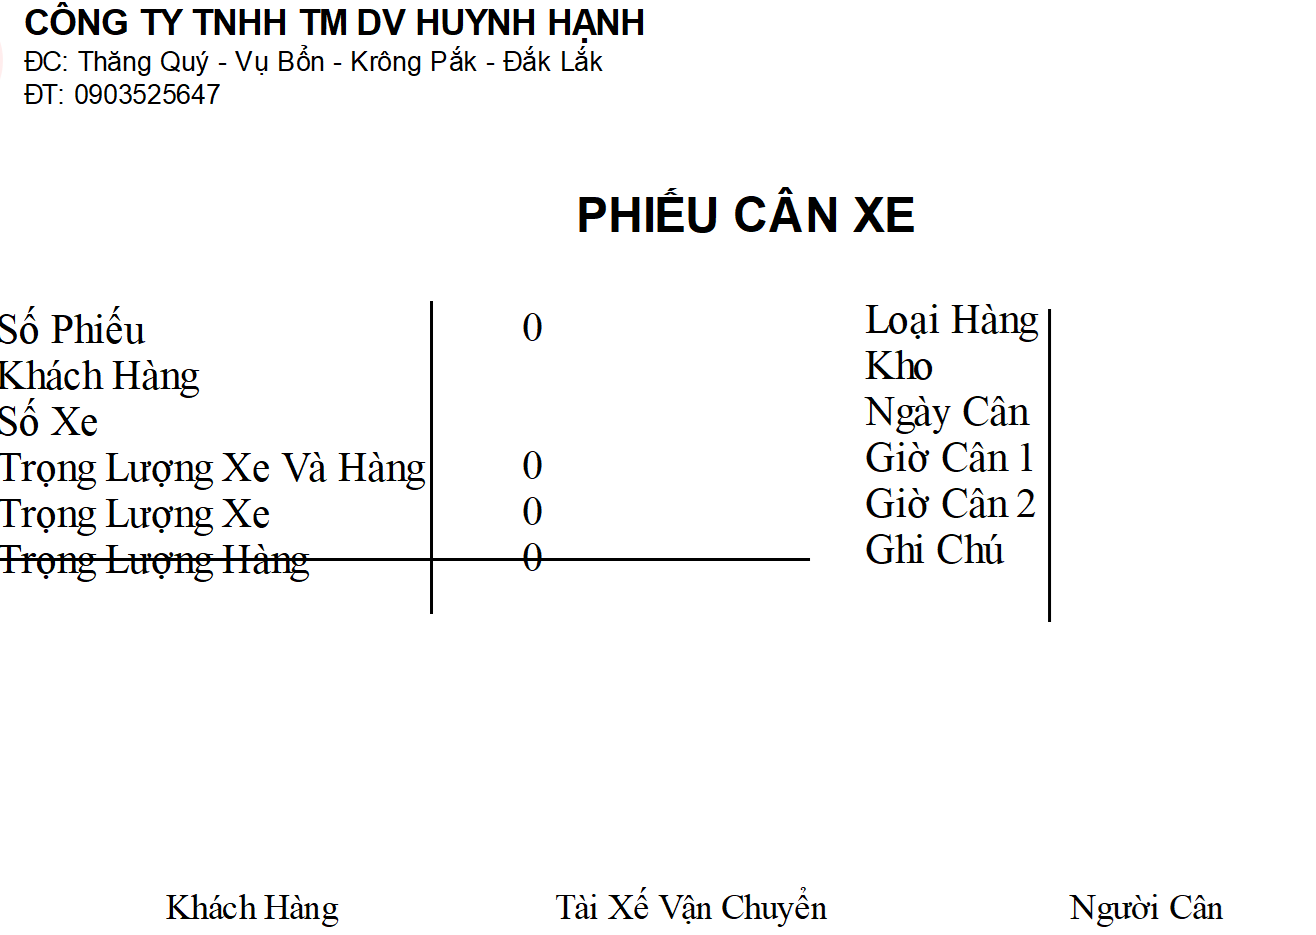 CÔNG TY TNHH TM DV HUYNH HẠNH
ĐC: Thăng Quý - Vụ Bổn - Krông Pắk - Đắk Lắk
ĐT: 0903525647
PHIẾU CÂN XE
Số Phiếu 0
Khách Hàng
Số Xe
Trọng Lượng Xe Và Hàng 0
Trọng Lượng Xe 0
Trọng Lượng Hàng 0
Loại Hàng
Kho
Ngày Cân
Giờ Cân 1
Giờ Cân 2
Ghi Chú
Khách Hàng
Tài Xế Vận Chuyển
Người Cân